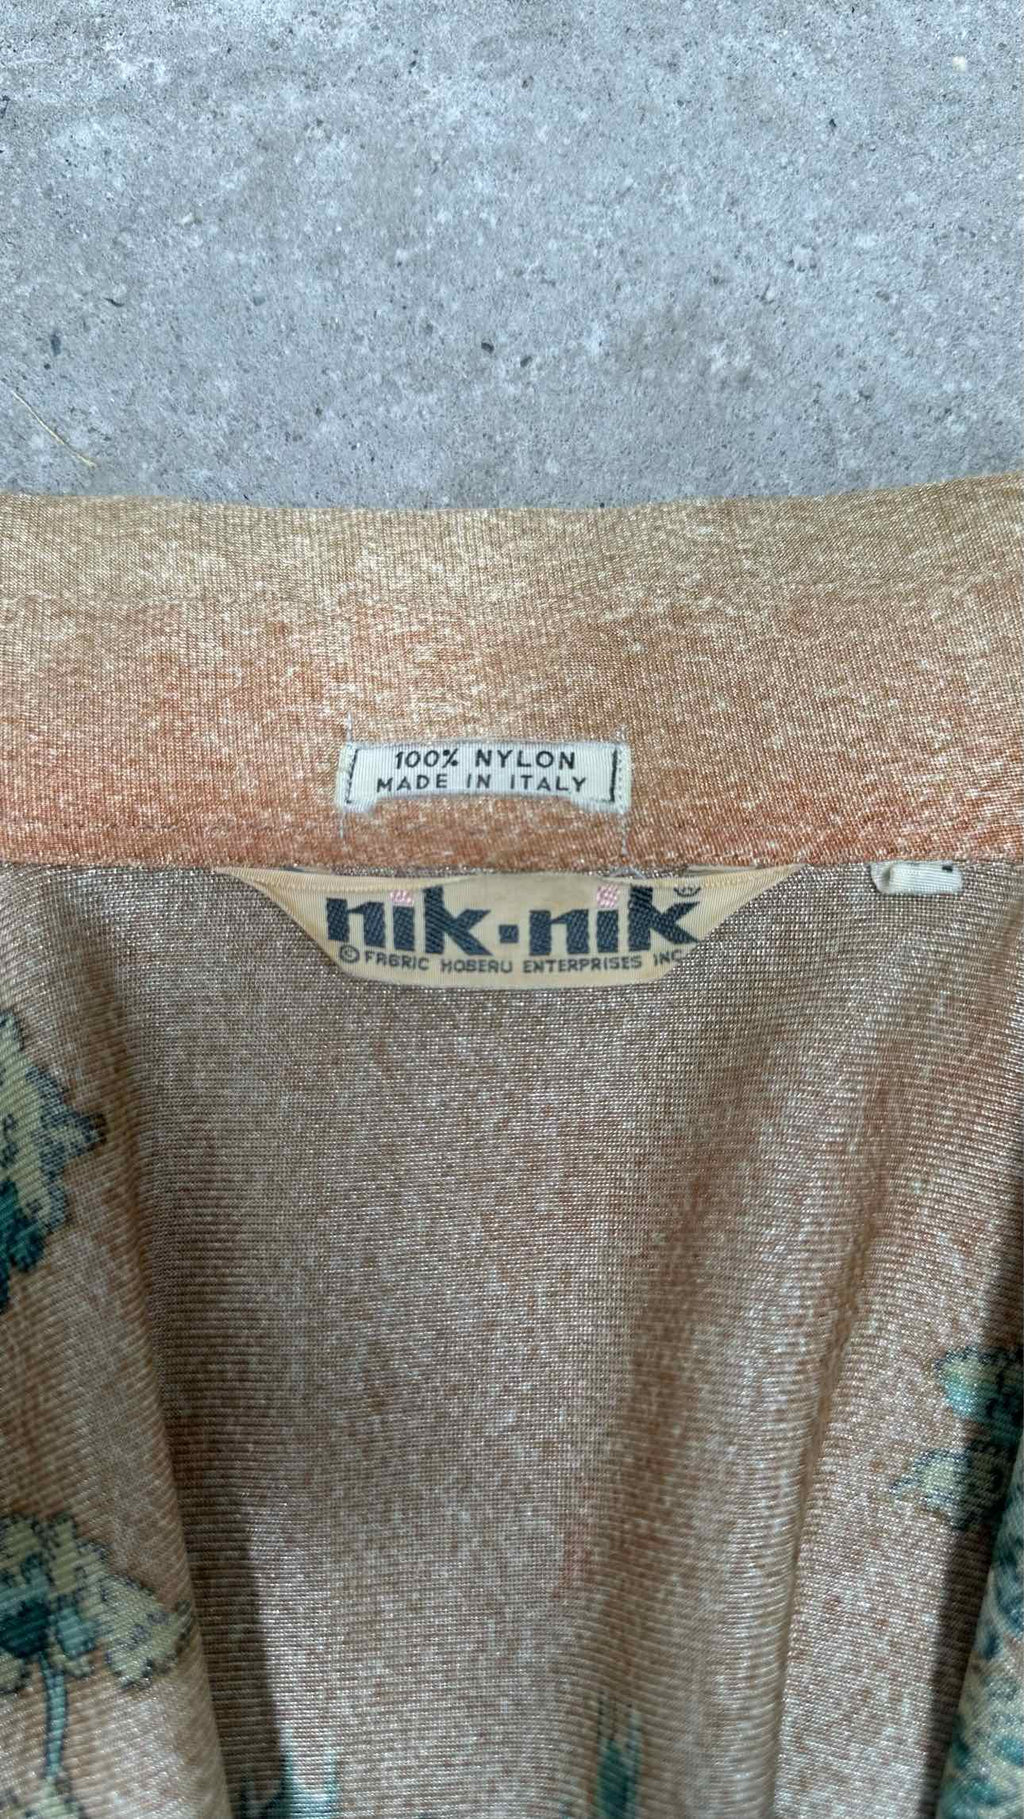 100% NYLON
MADE IN ITALY
nik-nik®
© FABRIC HOBERU ENTERPRISES INC.